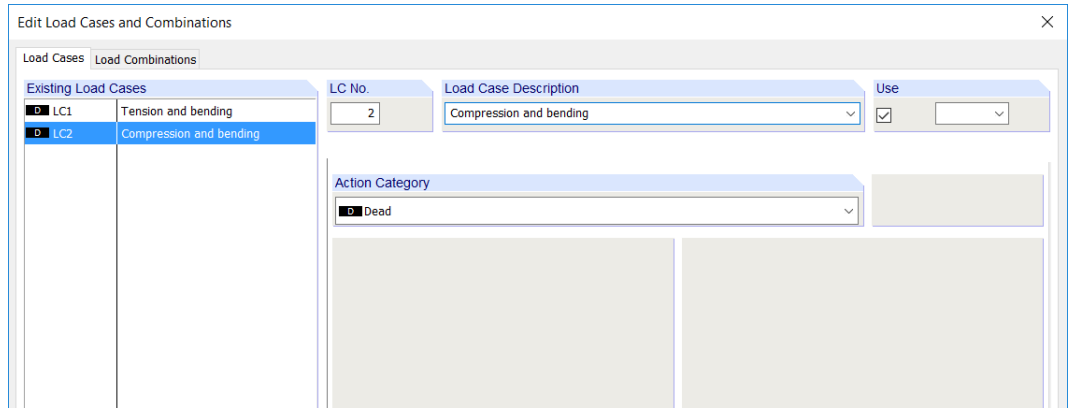 Edit Load Cases and Combinations
Load Cases Load Combinations
Existing Load Cases
D LC1 Tension and bending
D LC2 Compression and bending
LC No.
2
Load Case Description
Compression and bending
Use
Action Category
D Dead